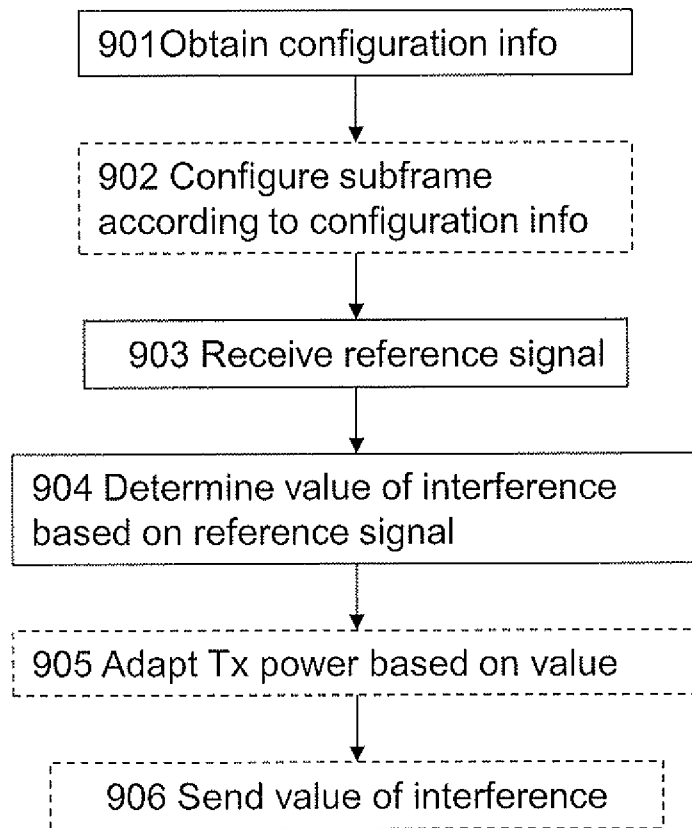 901Obtain configuration info
902 Configure subframe
according to configuration info
903 Receive reference signal
904 Determine value of interference
based on reference signal
905 Adapt Tx power based on value
906 Send value of interference